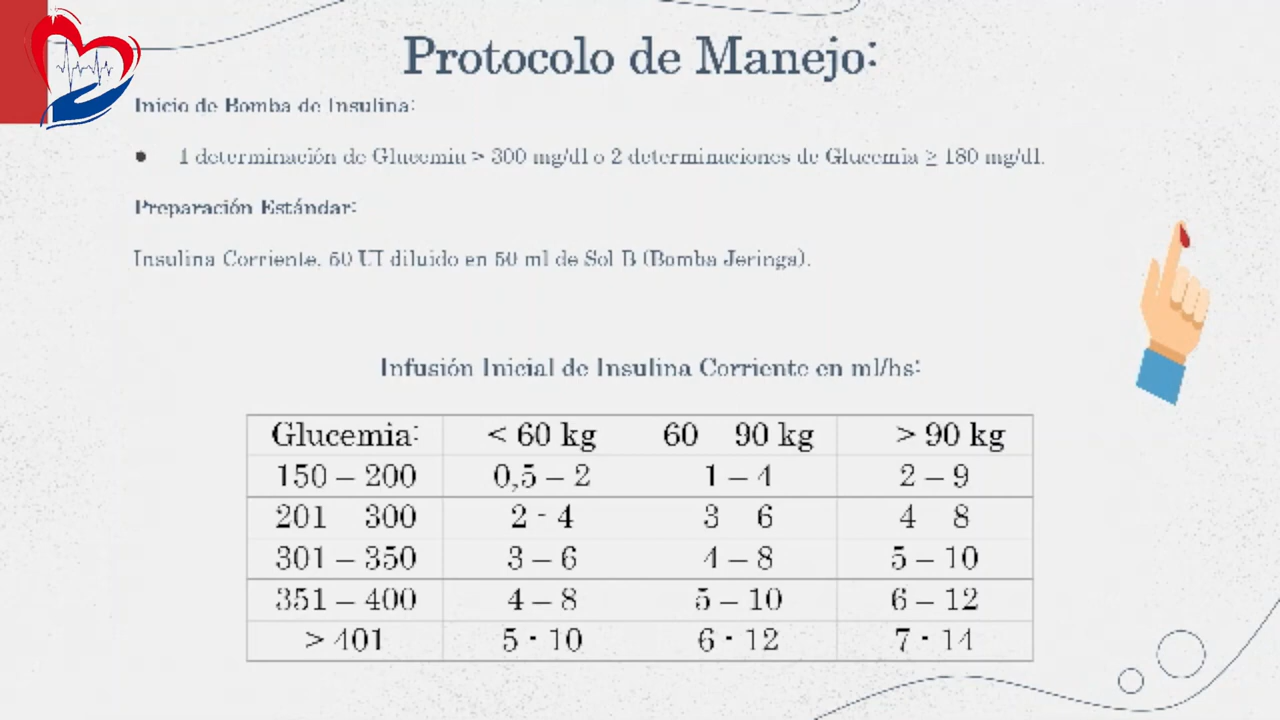 Protocolo de Manejo:
Inicio de Bomba de Insulina:
● 1 determinación de Glucemia > 300 mg/dl o 2 determinaciones de Glucemia ≥ 180 mg/dl.
Preparación Estándar:
Insulina Corriente, 50 UI diluido en 50 ml de Sol B (Bomba Jeringa).
Infusión Inicial de Insulina Corriente en ml/hs:
Glucemia: < 60 kg 60 – 90 kg > 90 kg
150 – 200 0,5 – 2 1 – 4 2 – 9
201 – 300 2 - 4 3 – 6 4 – 8
301 – 350 3 – 6 4 – 8 5 – 10
351 – 400 4 – 8 5 – 10 6 – 12
> 401 5 - 10 6 - 12 7 - 14